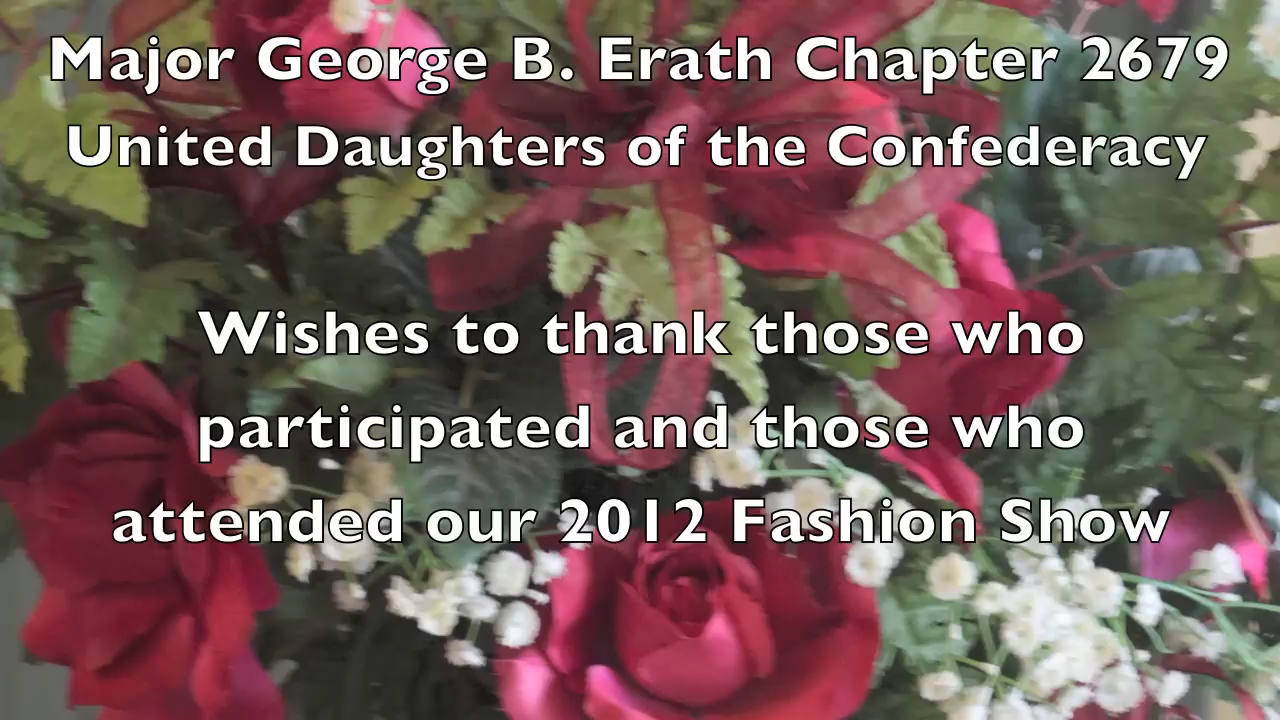 Major George B. Erath Chapter 2679
United Daughters of the Confederacy
Wishes to thank those who
participated and those who
attended our 2012 Fashion Show